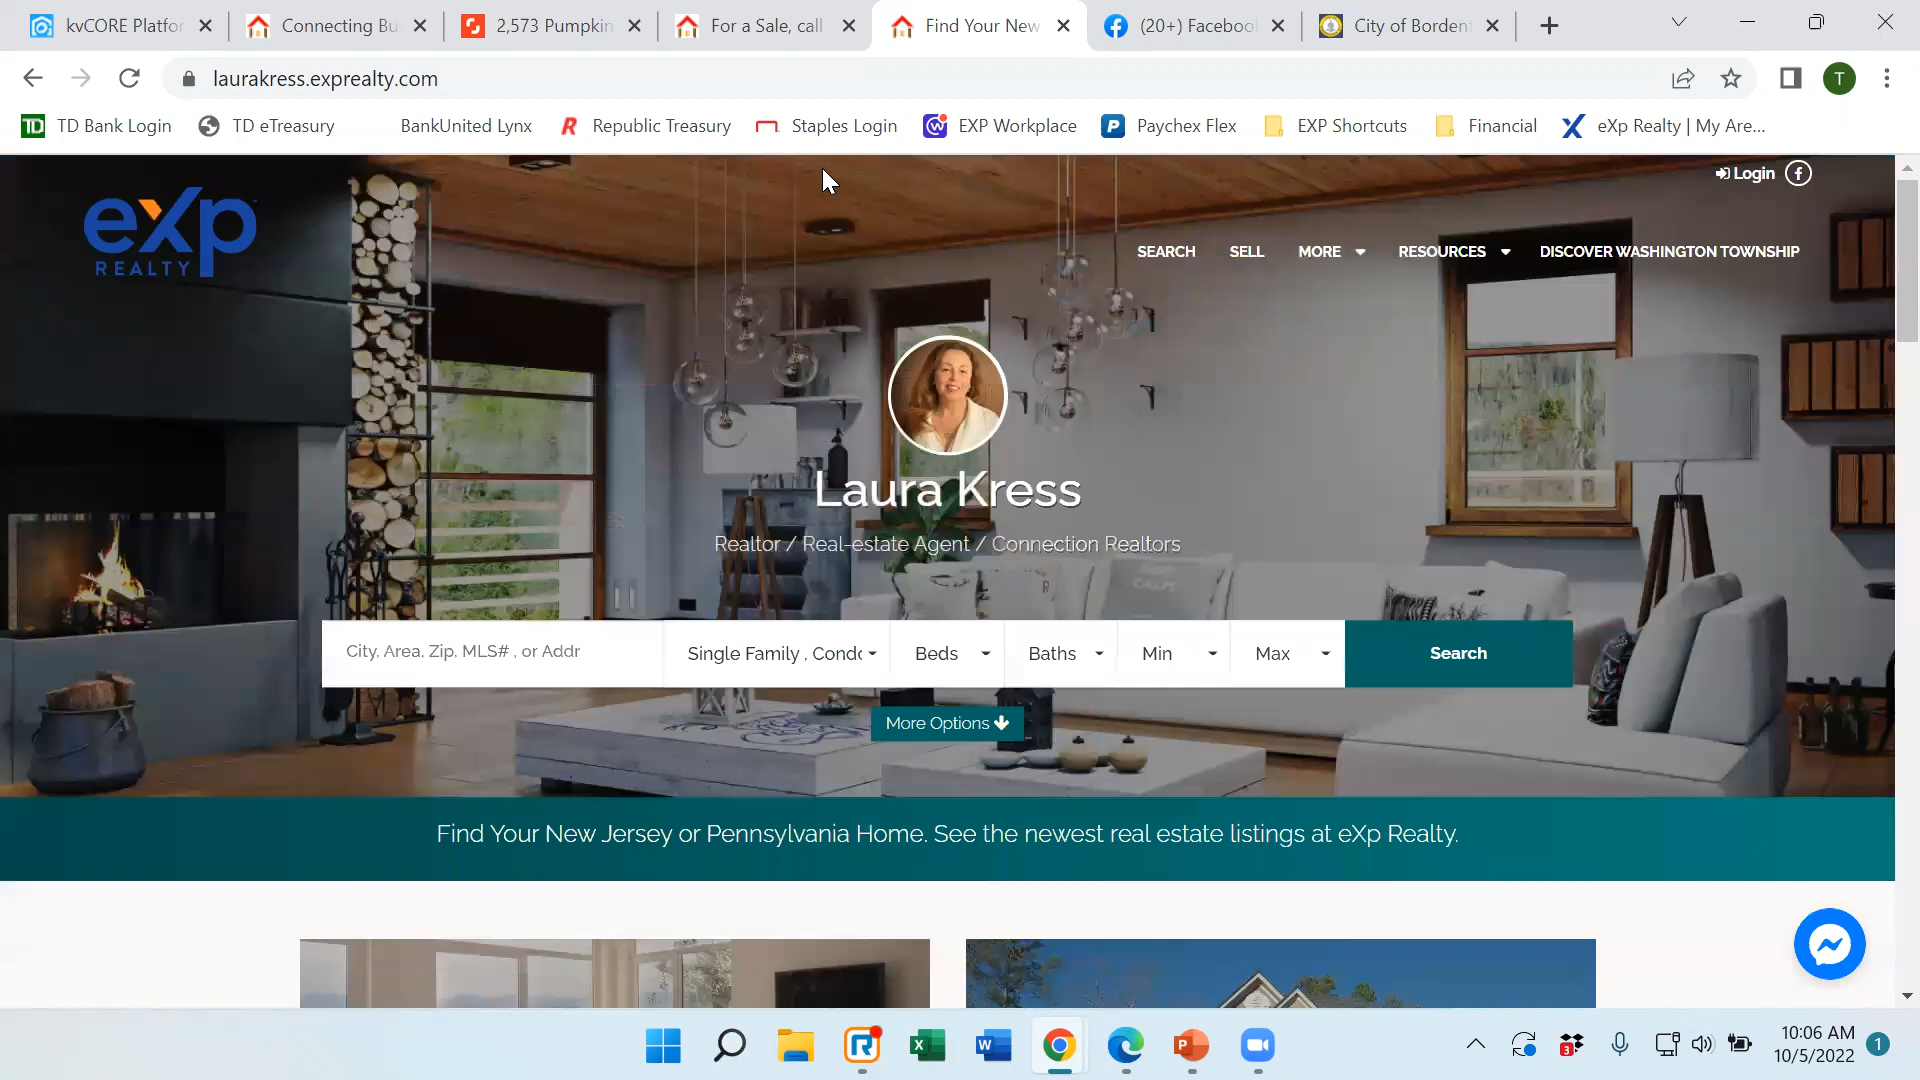 kvCORE Platfor
Connecting Bu
2,573 Pumpkin
For a Sale, call
Find Your New
(20+) Facebook
City of Bordent
laurakress.exprealty.com
T
TD Bank Login
TD eTreasury
BankUnited Lynx
Republic Treasury
Staples Login
EXP Workplace
Paychex Flex
EXP Shortcuts
Financial
eXp Realty | My Are...
Login
eXp
REALTY
SEARCH
SELL
MORE
RESOURCES
DISCOVER WASHINGTON TOWNSHIP
Laura Kress
Realtor / Real-estate Agent / Connection Realtors
City, Area, Zip, MLS# , or Addr
Single Family , Condo
Beds
Baths
Min
Max
Search
More Options
Find Your New Jersey or Pennsylvania Home. See the newest real estate listings at eXp Realty.
3
10:06 AM
10/5/2022
1